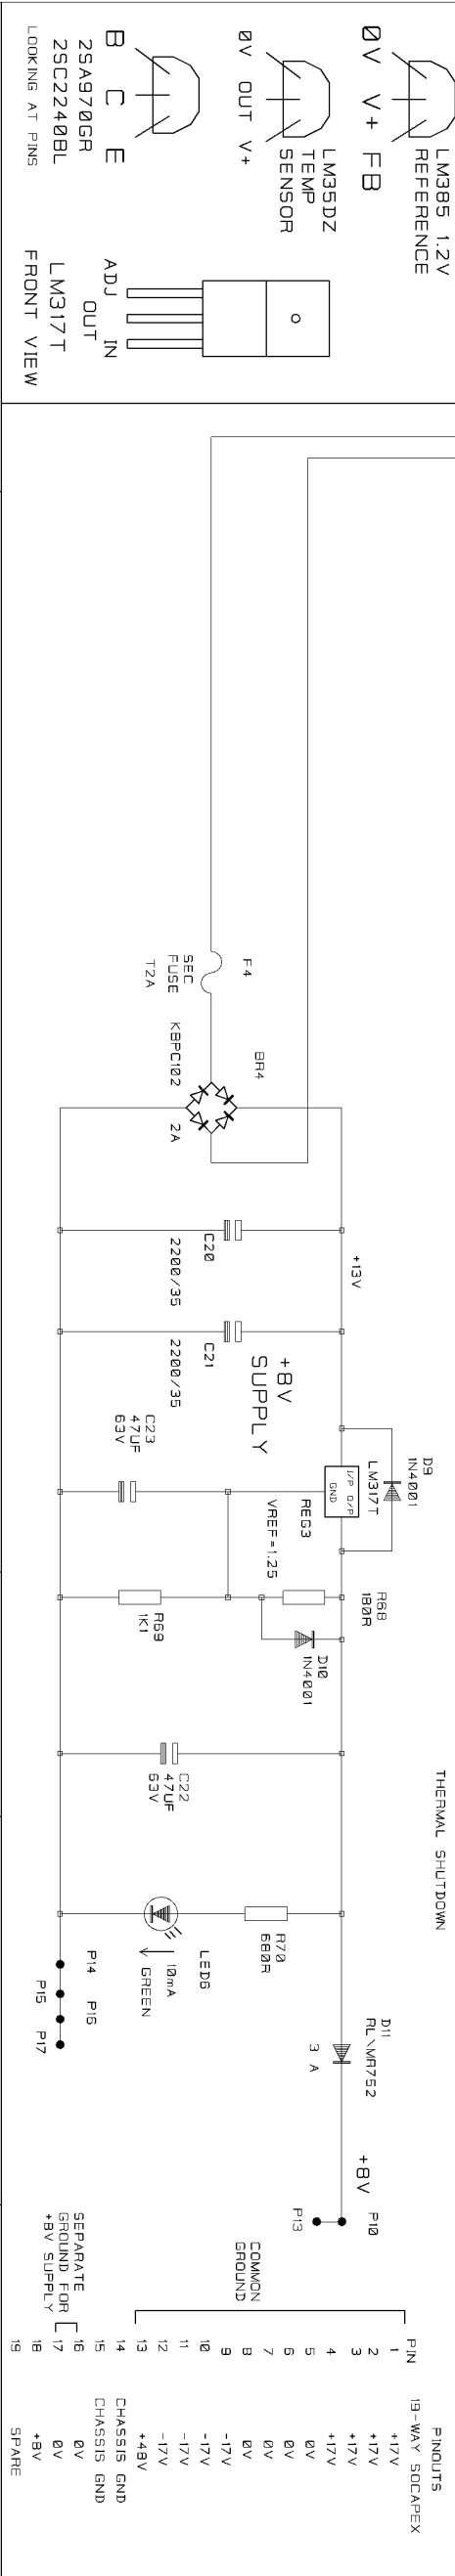 LM385 1.2V
REFERENCE
0V V+ FB
LM35DZ
TEMP
SENSOR
0V OUT V+
B C E
2SA970GR
2SC2240BL
LOOKING AT PINS
ADJ
OUT
IN
LM317T
FRONT VIEW
F4
SEC
FUSE
T2A
BR4
KBPC102
2A
+13V
C20
2200/35
C21
2200/35
+8V
SUPPLY
D9
1N4001
LM317T
I/P O/P
GND
REG3
VREF=1.25
C23
47UF
63V
R68
180R
D10
1N4001
R69
1K1
C22
47UF
63V
THERMAL SHUTDOWN
R70
680R
LED6
10mA
GREEN
P14
P15
P16
P17
D11
RL\MR752
3 A
+8V
P10
P13
PINOUTS
19-WAY SOCAPEX
PIN
1 +17V
2 +17V
3 +17V
4 +17V
5 0V
6 0V
7 0V
8 0V
9 -17V
10 -17V
11 -17V
12 -17V
13 +48V
14 CHASSIS GND
15 CHASSIS GND
16 0V
17 0V
18 +8V
19 SPARE
COMMON
GROUND
SEPARATE
GROUND FOR
+8V SUPPLY